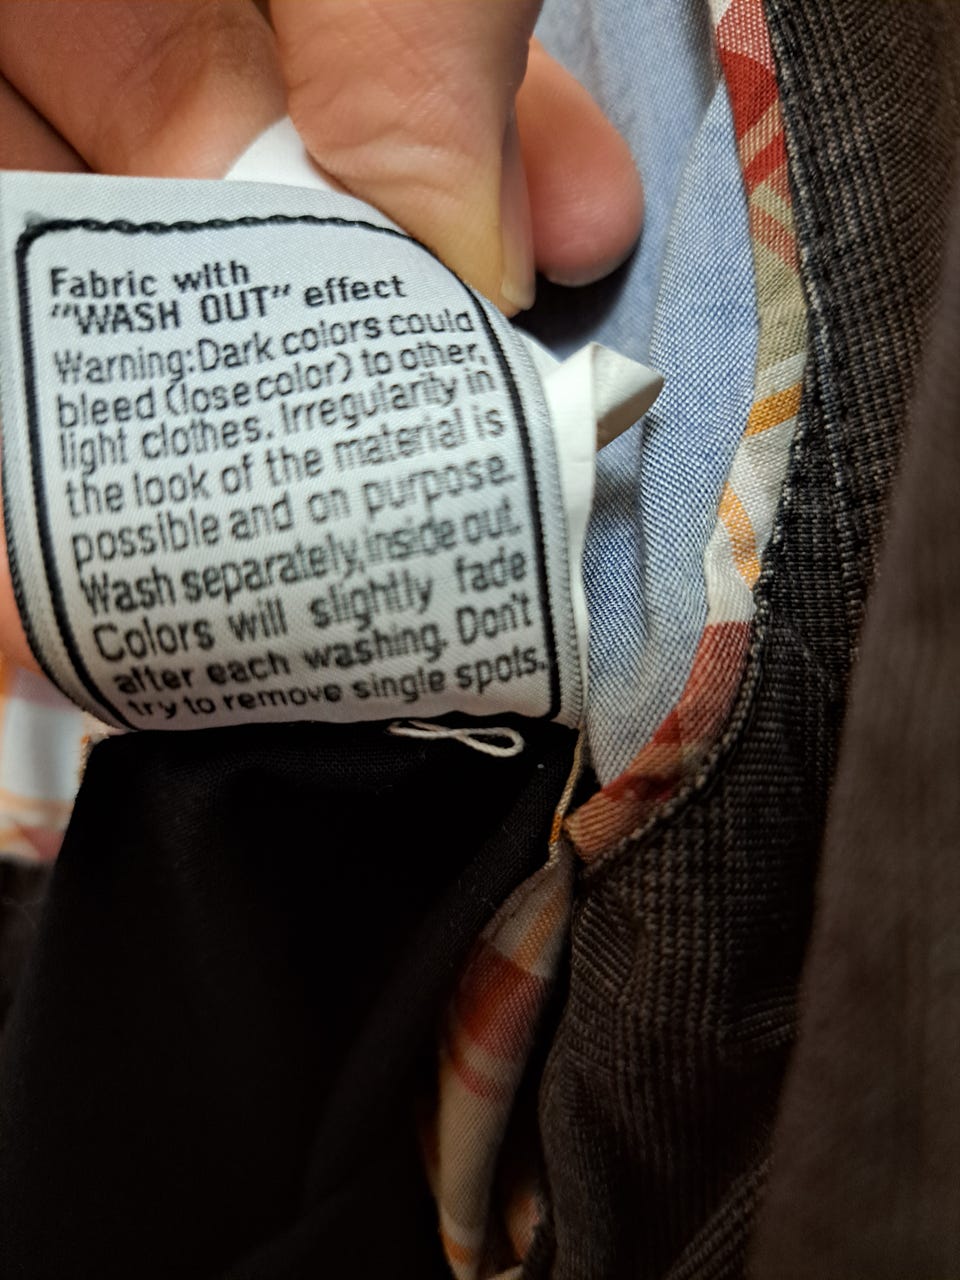 Fabric with
"WASH OUT" effect
Warning:Dark colors could
bleed (lose color) to other,
light clothes. Irregularity in
the look of the material is
possible and on purpose.
Wash separately, inside out.
Colors will slightly fade
after each washing. Don't
try to remove single spots.